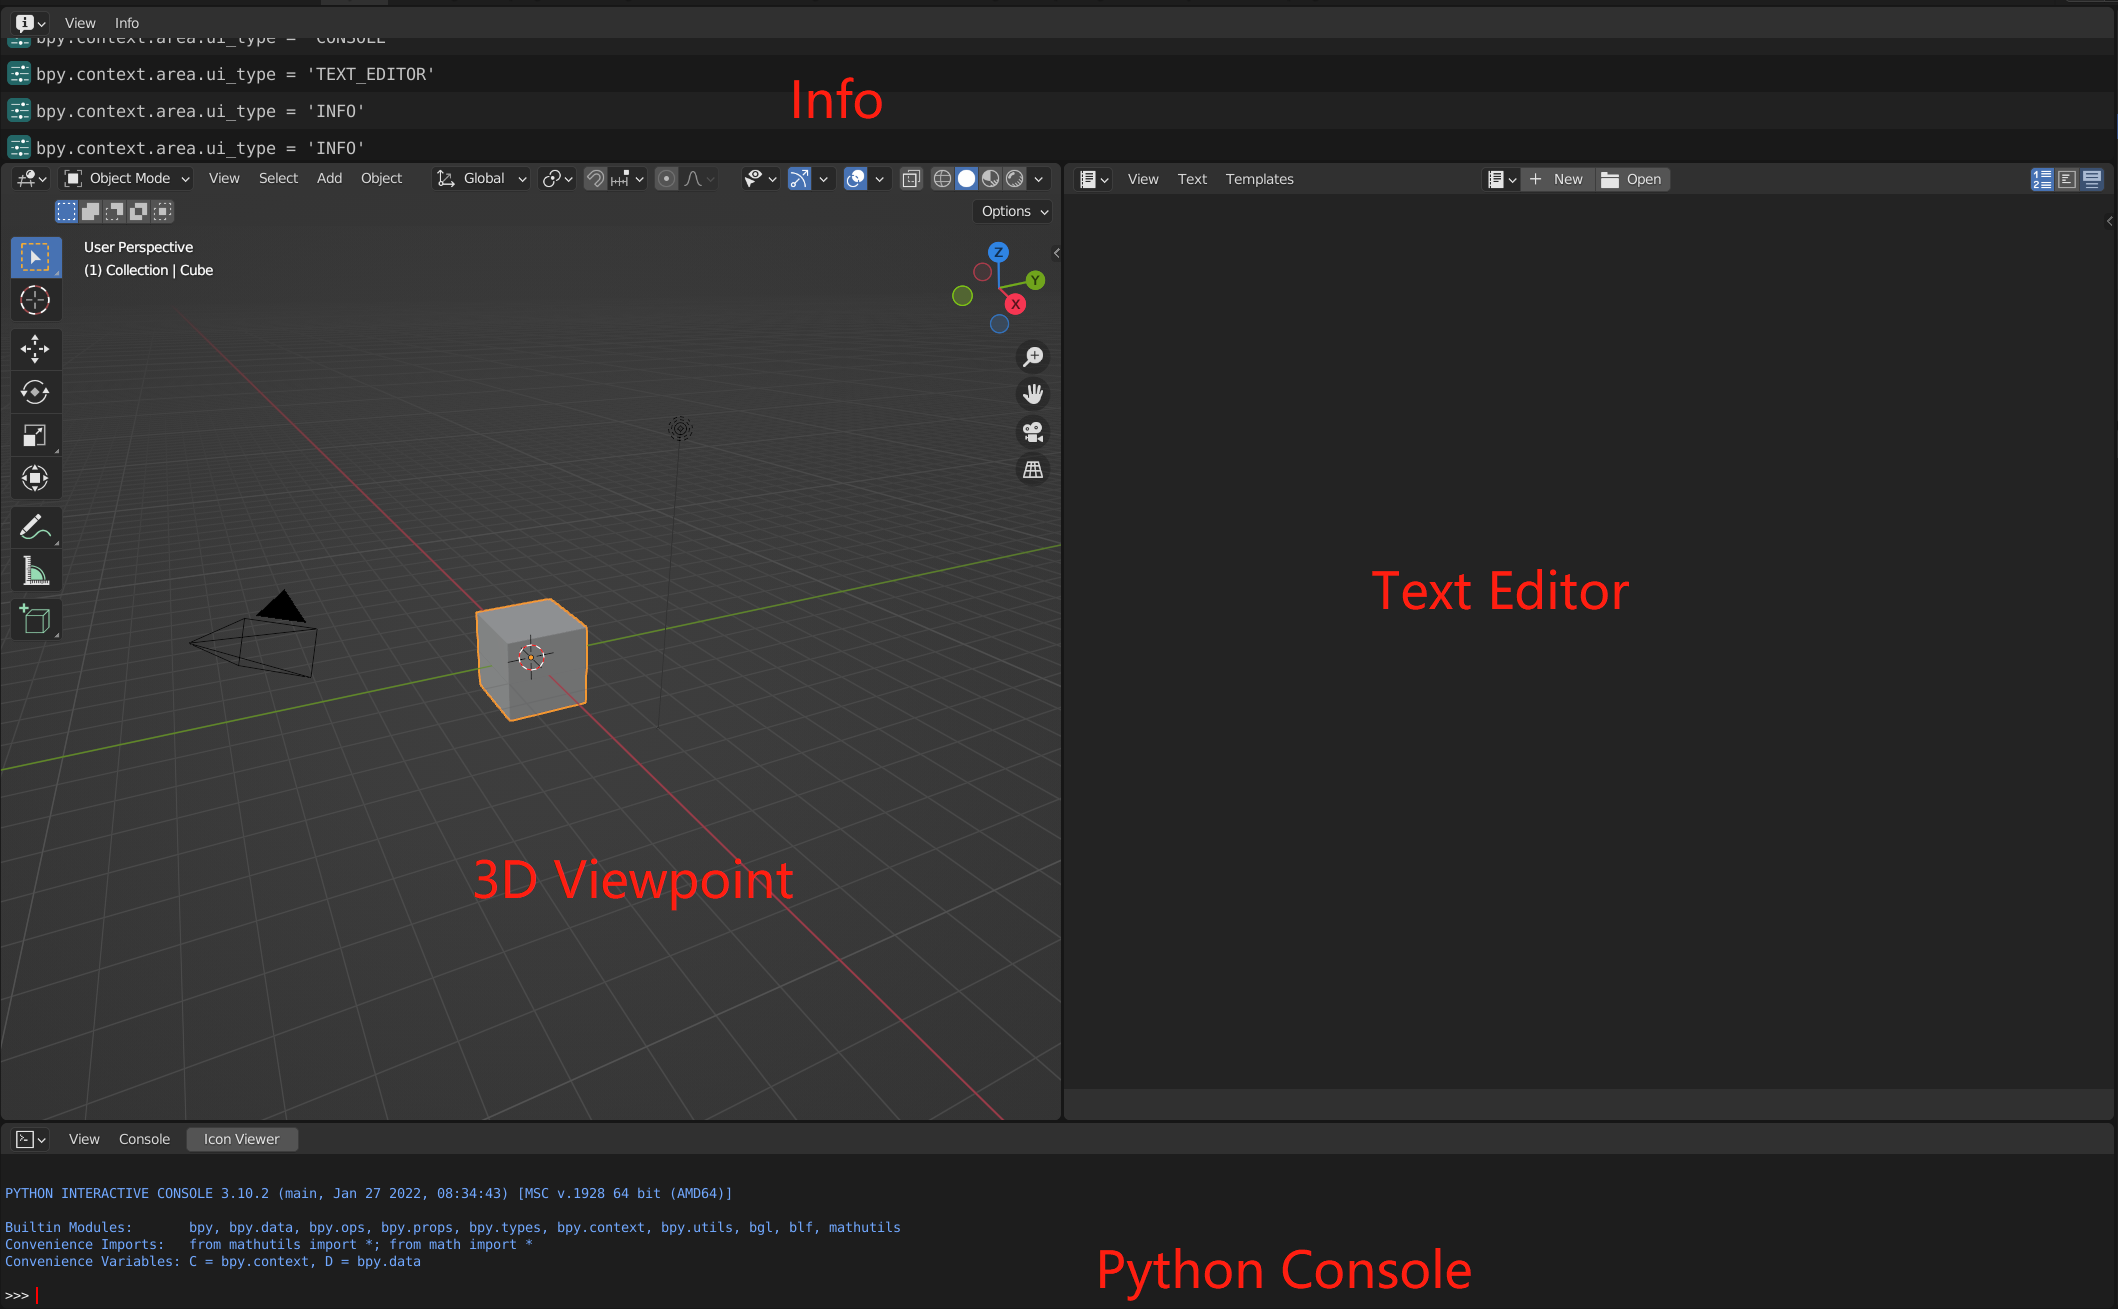 View Info
bpy.context.area.ui_type = 'CONSOLE'
bpy.context.area.ui_type = 'TEXT_EDITOR'
bpy.context.area.ui_type = 'INFO'
bpy.context.area.ui_type = 'INFO'
Info
Object Mode View Select Add Object Global
Options
User Perspective
(1) Collection | Cube
Z
Y
X
3D Viewpoint
View Text Templates New Open
Text Editor
View Console Icon Viewer
PYTHON INTERACTIVE CONSOLE 3.10.2 (main, Jan 27 2022, 08:34:43) [MSC v.1928 64 bit (AMD64)]
Builtin Modules: bpy, bpy.data, bpy.ops, bpy.props, bpy.types, bpy.context, bpy.utils, bgl, blf, mathutils
Convenience Imports: from mathutils import *; from math import *
Convenience Variables: C = bpy.context, D = bpy.data
>>>
Python Console